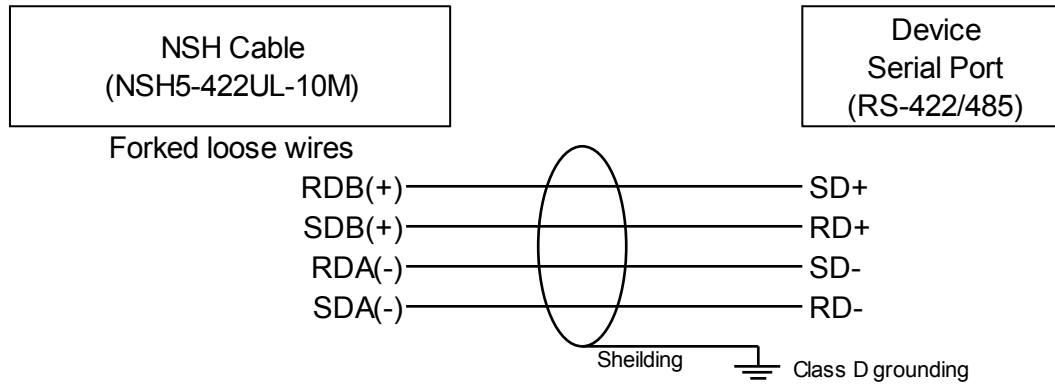 NSH Cable
(NSH5-422UL-10M)
Device
Serial Port
(RS-422/485)
Forked loose wires
RDB(+) SD+
SDB(+) RD+
RDA(-) SD-
SDA(-) RD-
Sheilding Class D grounding